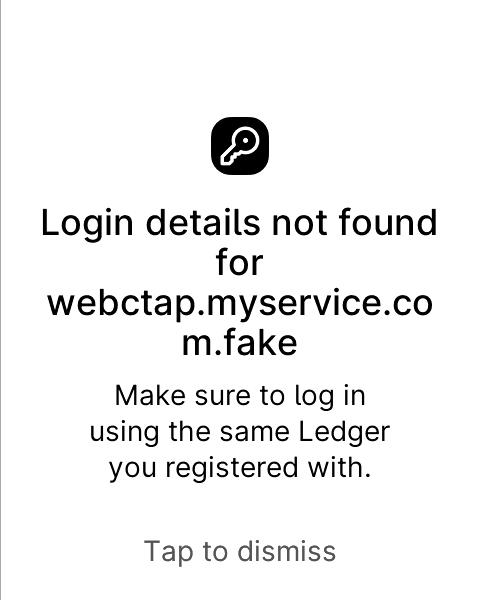 Login details not found
for
webctap.myservice.co
m.fake
Make sure to log in
using the same Ledger
you registered with.
Tap to dismiss